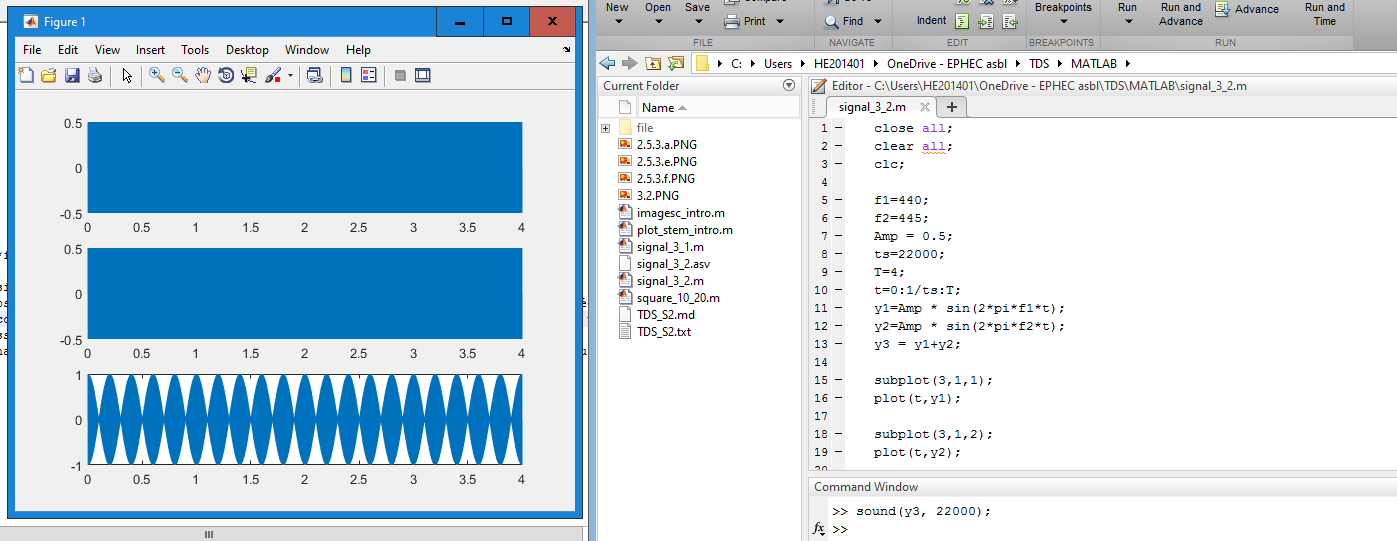 Figure 1
File Edit View Insert Tools Desktop Window Help
0.5
0
-0.5
0 0.5 1 1.5 2 2.5 3 3.5 4
0.5
0
-0.5
0 0.5 1 1.5 2 2.5 3 3.5 4
1
0
-1
0 0.5 1 1.5 2 2.5 3 3.5 4
New Open Save Print
Find
Indent
Breakpoints
Run Run and Advance Advance Run and Time
FILE NAVIGATE EDIT BREAKPOINTS RUN
C: Users HE201401 OneDrive - EPHEC asbl TDS MATLAB
Current Folder
Name
file
2.5.3.a.PNG
2.5.3.e.PNG
2.5.3.f.PNG
3.2.PNG
imagesc_intro.m
plot_stem_intro.m
signal_3_1.m
signal_3_2.asv
signal_3_2.m
square_10_20.m
TDS_S2.md
TDS_S2.txt
Editor - C:\Users\HE201401\OneDrive - EPHEC asbl\TDS\MATLAB\signal_3_2.m
signal_3_2.m
1 - close all;
2 - clear all;
3 - clc;
4
5 - f1=440;
6 - f2=445;
7 - Amp = 0.5;
8 - ts=22000;
9 - T=4;
10 - t=0:1/ts:T;
11 - y1=Amp * sin(2*pi*f1*t);
12 - y2=Amp * sin(2*pi*f2*t);
13 - y3 = y1+y2;
14
15 - subplot(3,1,1);
16 - plot(t,y1);
17
18 - subplot(3,1,2);
19 - plot(t,y2);
Command Window
>> sound(y3, 22000);
fx >>